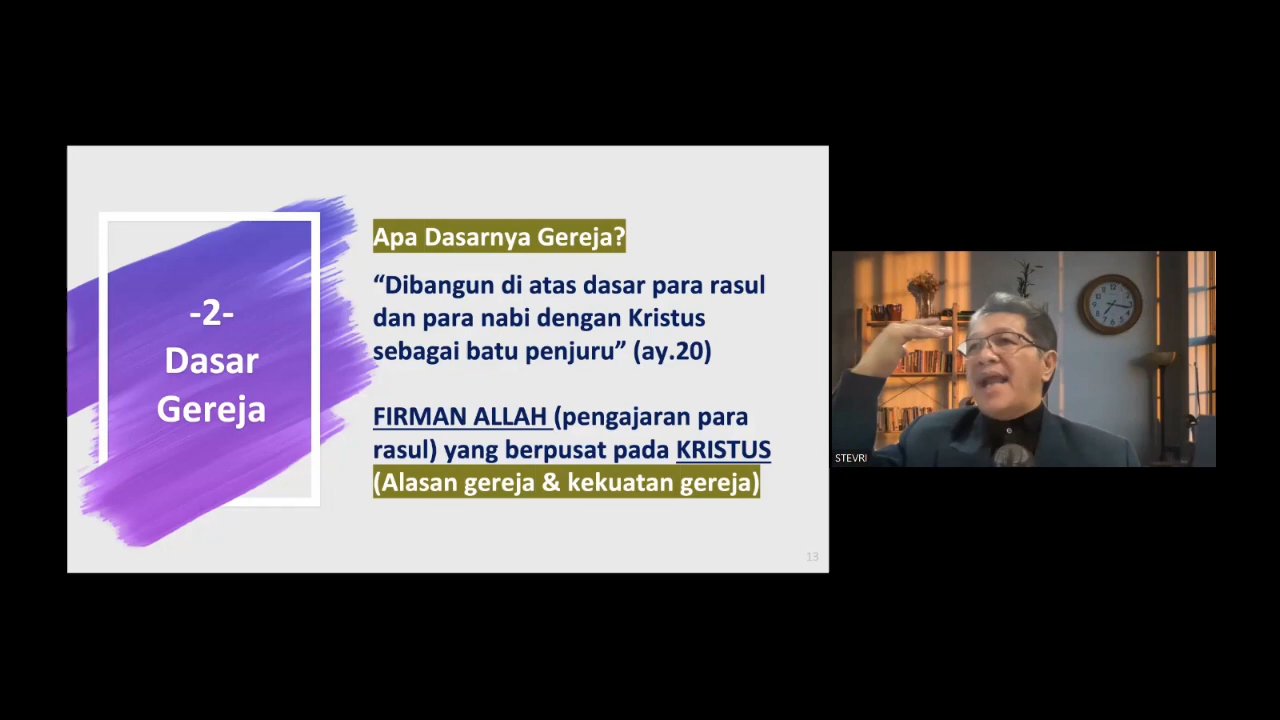 -2-
Dasar
Gereja
Apa Dasarnya Gereja?
“Dibangun di atas dasar para rasul
dan para nabi dengan Kristus
sebagai batu penjuru” (ay.20)
FIRMAN ALLAH (pengajaran para
rasul) yang berpusat pada KRISTUS
(Alasan gereja & kekuatan gereja)
13
STEVRI